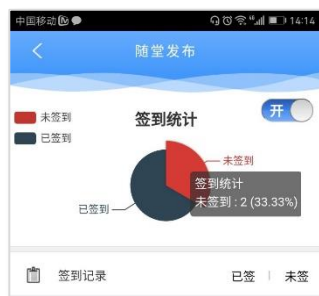 中国移动 14:14
随堂发布
未签到
已签到
签到统计
开
未签到
签到统计
未签到 : 2 (33.33%)
已签到
签到记录 已签 未签